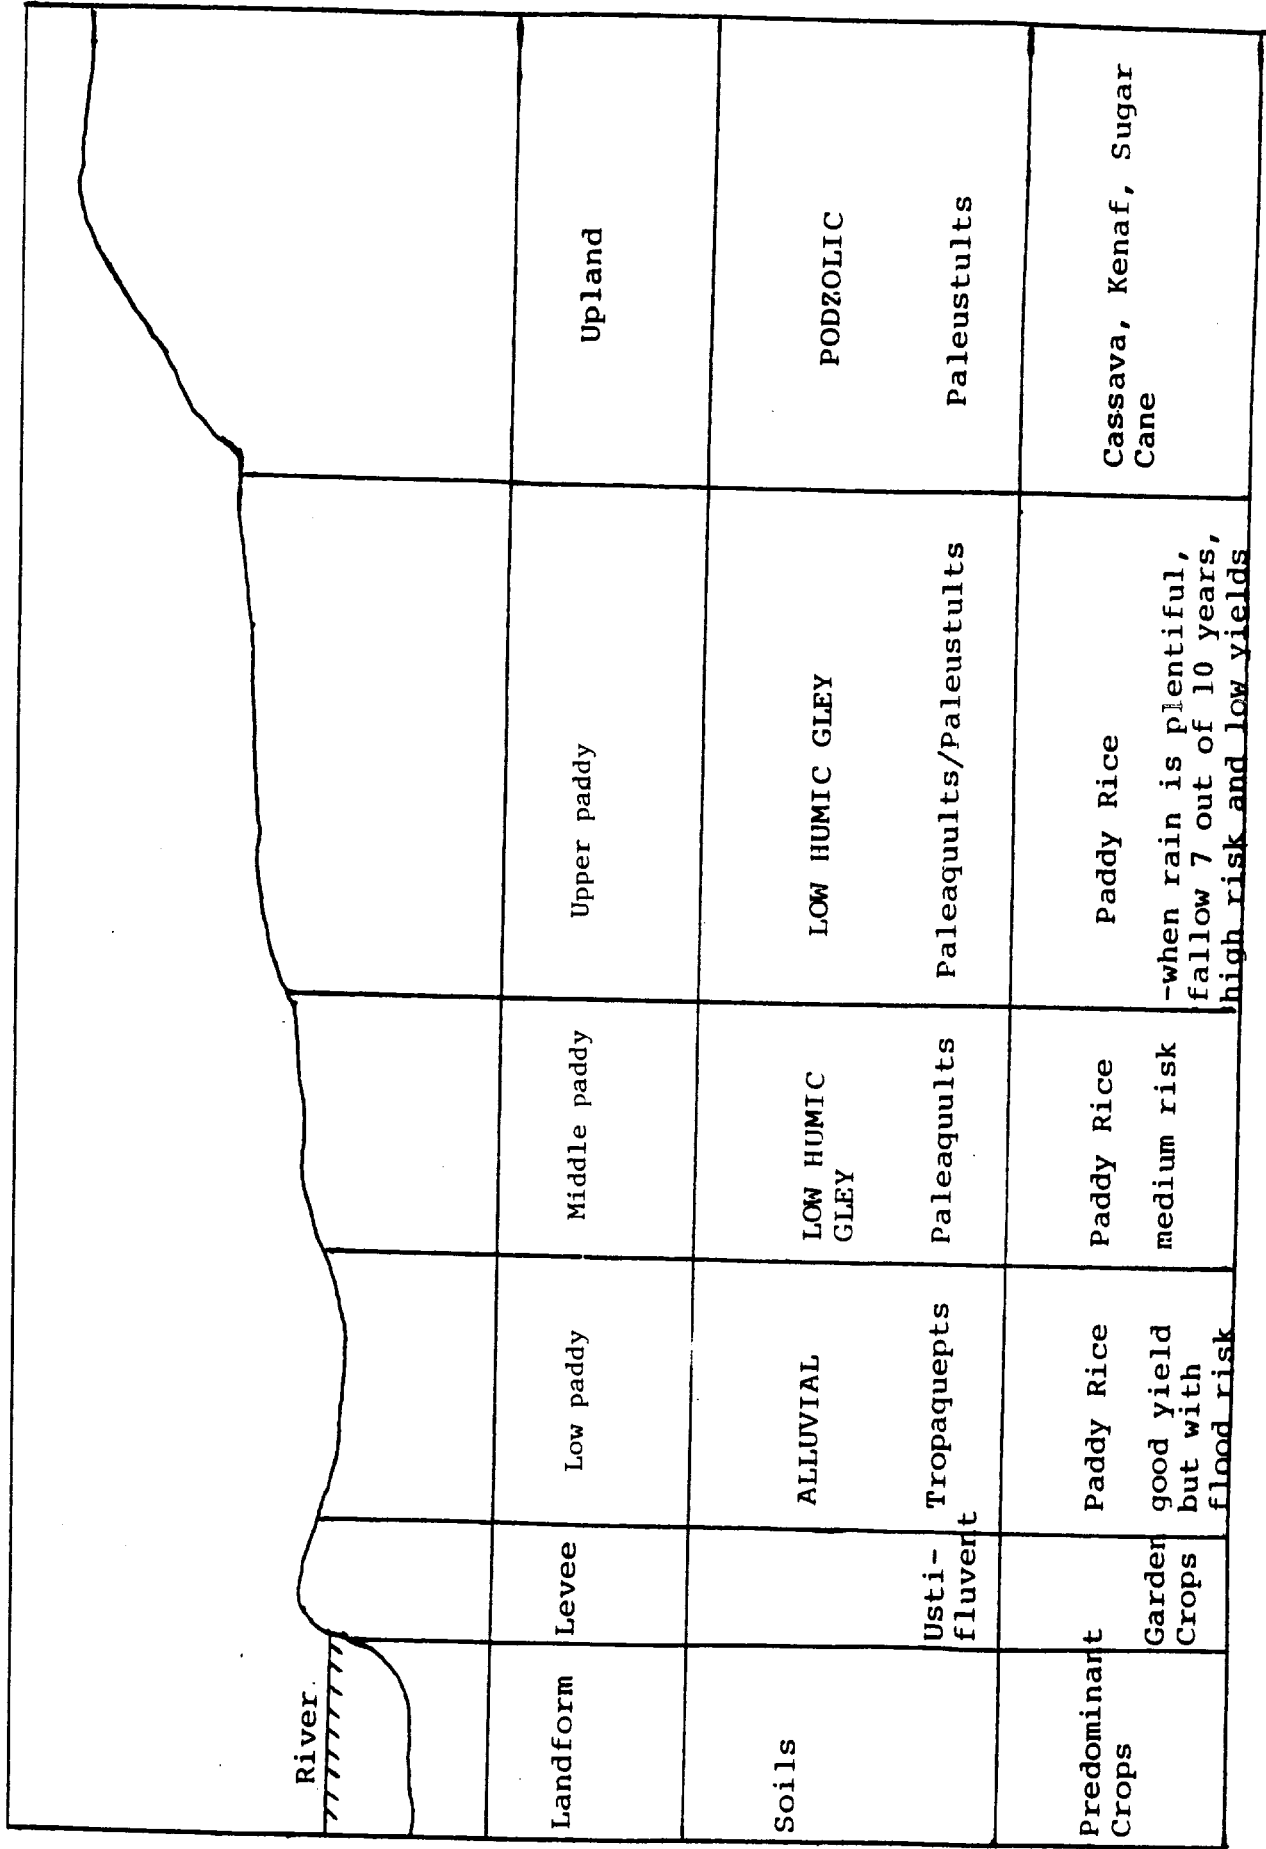 River
Landform
Levee
Low paddy
Middle paddy
Upper paddy
Upland
Soils
ALLUVIAL
LOW HUMIC
GLEY
LOW HUMIC GLEY
PODZOLIC
Usti-
fluvent
Tropaquepts
Paleaquults
Paleaquults/Paleustults
Paleustults
Predominant
Crops
Garden
Crops
Paddy Rice
good yield
but with
flood risk
Paddy Rice
medium risk
Paddy Rice
-when rain is plentiful,
fallow 7 out of 10 years,
high risk and low yields
Cassava, Kenaf, Sugar
Cane